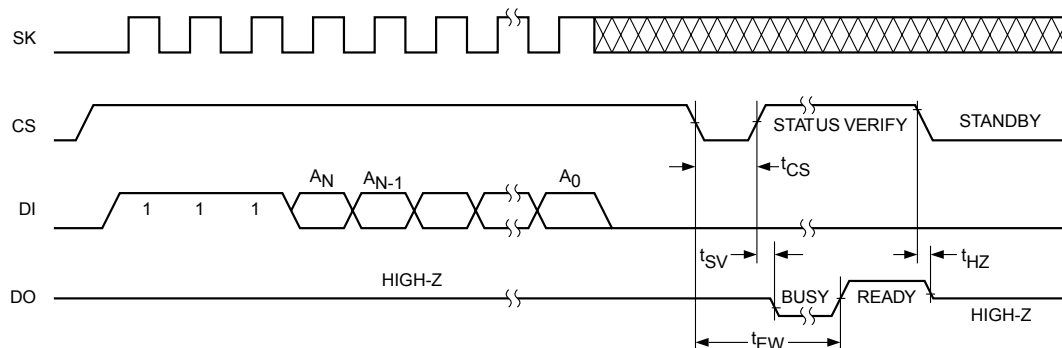 SK
CS
STATUS VERIFY
STANDBY
tCS
DI
1 1 1
AN
AN-1
A0
tSV
tHZ
DO
HIGH-Z
BUSY
READY
HIGH-Z
tEW